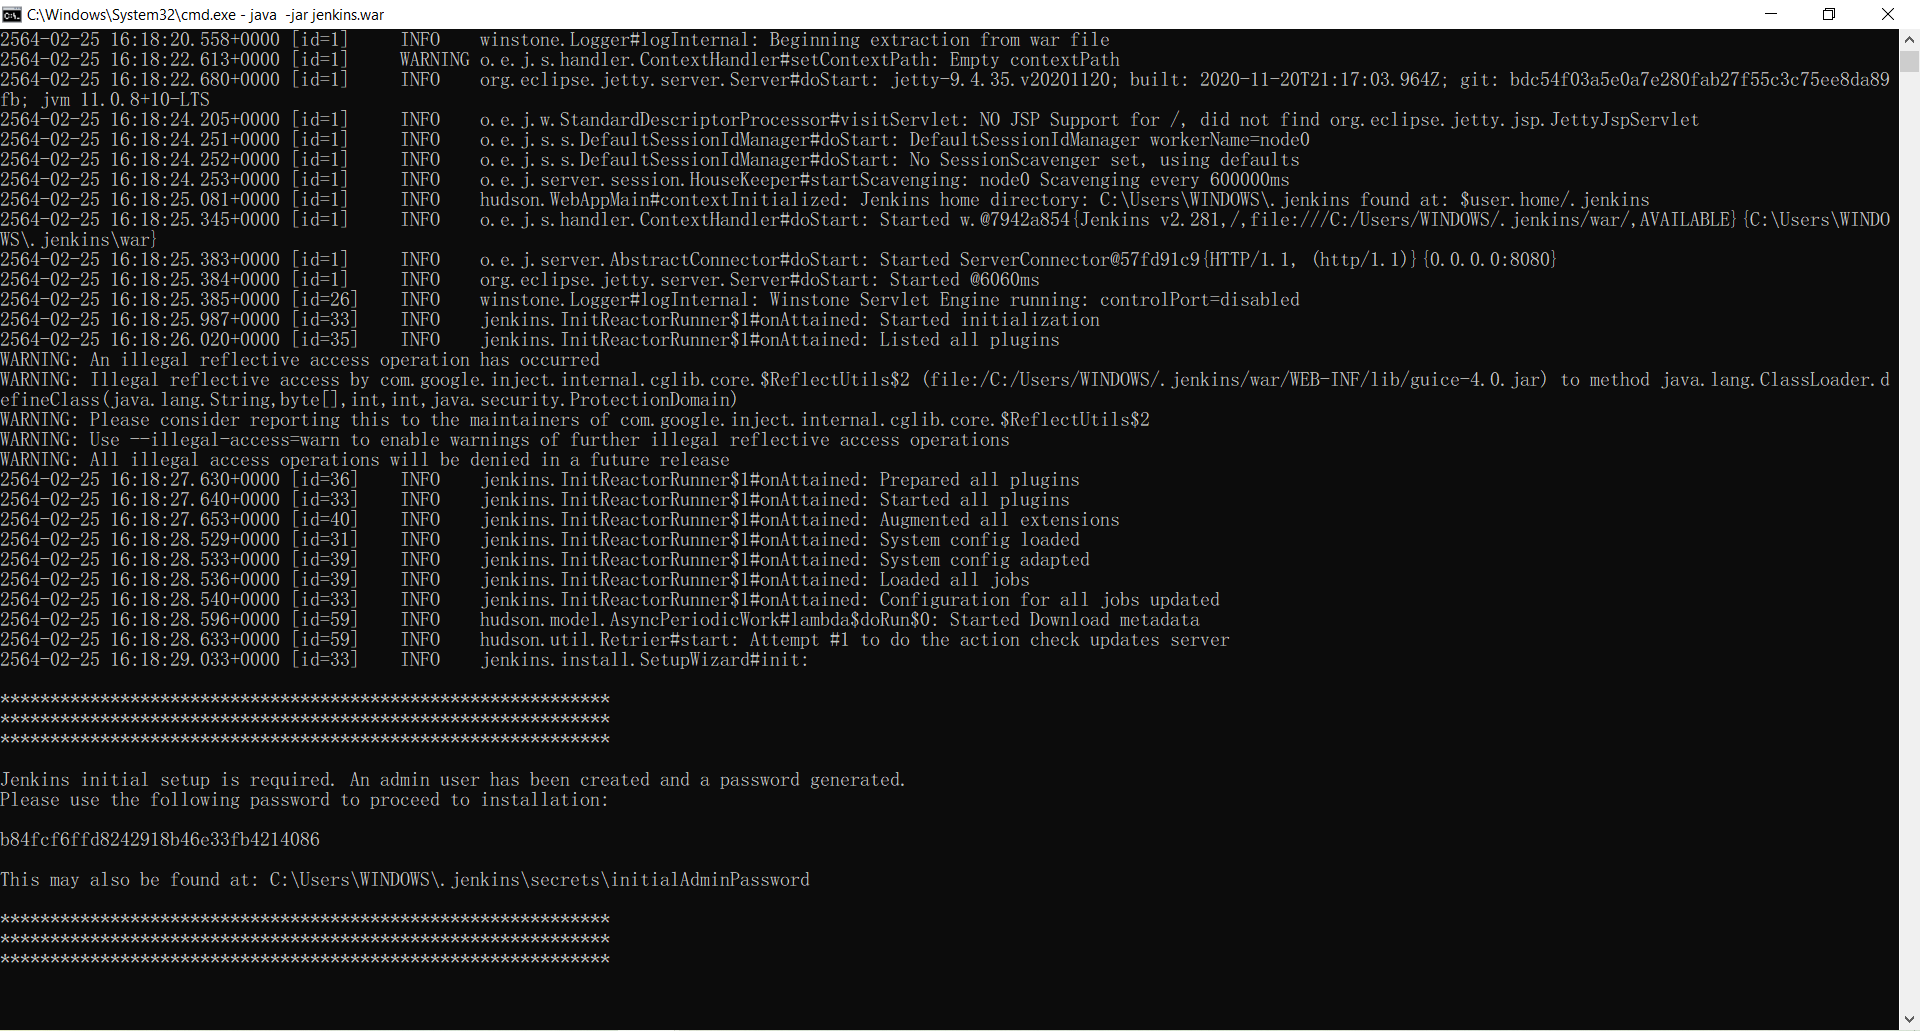 C:\Windows\System32\cmd.exe - java  -jar jenkins.war
2564-02-25 16:18:20.558+0000 [id=1]     INFO    winstone.Logger#logInternal: Beginning extraction from war file
2564-02-25 16:18:22.613+0000 [id=1]     WARNING o.e.j.s.handler.ContextHandler#setContextPath: Empty contextPath
2564-02-25 16:18:22.680+0000 [id=1]     INFO    org.eclipse.jetty.server.Server#doStart: jetty-9.4.35.v20201120; built: 2020-11-20T21:17:03.964Z; git: bdc54f03a5e0a7e280fab27f55c3c75ee8da89
fb; jvm 11.0.8+10-LTS
2564-02-25 16:18:24.205+0000 [id=1]     INFO    o.e.j.w.StandardDescriptorProcessor#visitServlet: NO JSP Support for /, did not find org.eclipse.jetty.jsp.JettyJspServlet
2564-02-25 16:18:24.251+0000 [id=1]     INFO    o.e.j.s.s.DefaultSessionIdManager#doStart: DefaultSessionIdManager workerName=node0
2564-02-25 16:18:24.252+0000 [id=1]     INFO    o.e.j.s.s.DefaultSessionIdManager#doStart: No SessionScavenger set, using defaults
2564-02-25 16:18:24.253+0000 [id=1]     INFO    o.e.j.server.session.HouseKeeper#startScavenging: node0 Scavenging every 600000ms
2564-02-25 16:18:25.081+0000 [id=1]     INFO    hudson.WebAppMain#contextInitialized: Jenkins home directory: C:\Users\WINDOWS\.jenkins found at: $user.home/.jenkins
2564-02-25 16:18:25.345+0000 [id=1]     INFO    o.e.j.s.handler.ContextHandler#doStart: Started w.@7942a854{Jenkins v2.281,/,file:///C:/Users/WINDOWS/.jenkins/war/,AVAILABLE}{C:\Users\WINDO
WS\.jenkins\war}
2564-02-25 16:18:25.383+0000 [id=1]     INFO    o.e.j.server.AbstractConnector#doStart: Started ServerConnector@57fd91c9{HTTP/1.1, (http/1.1)}{0.0.0.0:8080}
2564-02-25 16:18:25.384+0000 [id=1]     INFO    org.eclipse.jetty.server.Server#doStart: Started @6060ms
2564-02-25 16:18:25.385+0000 [id=26]    INFO    winstone.Logger#logInternal: Winstone Servlet Engine running: controlPort=disabled
2564-02-25 16:18:25.987+0000 [id=33]    INFO    jenkins.InitReactorRunner$1#onAttained: Started initialization
2564-02-25 16:18:26.020+0000 [id=35]    INFO    jenkins.InitReactorRunner$1#onAttained: Listed all plugins
WARNING: An illegal reflective access operation has occurred
WARNING: Illegal reflective access by com.google.inject.internal.cglib.core.$ReflectUtils$2 (file:/C:/Users/WINDOWS/.jenkins/war/WEB-INF/lib/guice-4.0.jar) to method java.lang.ClassLoader.d
efineClass(java.lang.String,byte[],int,int,java.security.ProtectionDomain)
WARNING: Please consider reporting this to the maintainers of com.google.inject.internal.cglib.core.$ReflectUtils$2
WARNING: Use --illegal-access=warn to enable warnings of further illegal reflective access operations
WARNING: All illegal access operations will be denied in a future release
2564-02-25 16:18:27.630+0000 [id=36]    INFO    jenkins.InitReactorRunner$1#onAttained: Prepared all plugins
2564-02-25 16:18:27.640+0000 [id=33]    INFO    jenkins.InitReactorRunner$1#onAttained: Started all plugins
2564-02-25 16:18:27.653+0000 [id=40]    INFO    jenkins.InitReactorRunner$1#onAttained: Augmented all extensions
2564-02-25 16:18:28.529+0000 [id=31]    INFO    jenkins.InitReactorRunner$1#onAttained: System config loaded
2564-02-25 16:18:28.533+0000 [id=39]    INFO    jenkins.InitReactorRunner$1#onAttained: System config adapted
2564-02-25 16:18:28.536+0000 [id=39]    INFO    jenkins.InitReactorRunner$1#onAttained: Loaded all jobs
2564-02-25 16:18:28.540+0000 [id=33]    INFO    jenkins.InitReactorRunner$1#onAttained: Configuration for all jobs updated
2564-02-25 16:18:28.596+0000 [id=59]    INFO    hudson.model.AsyncPeriodicWork#lambda$doRun$0: Started Download metadata
2564-02-25 16:18:28.633+0000 [id=59]    INFO    hudson.util.Retrier#start: Attempt #1 to do the action check updates server
2564-02-25 16:18:29.033+0000 [id=33]    INFO    jenkins.install.SetupWizard#init:
*************************************************************
*************************************************************
*************************************************************
Jenkins initial setup is required. An admin user has been created and a password generated.
Please use the following password to proceed to installation:
b84fcf6ffd8242918b46e33fb4214086
This may also be found at: C:\Users\WINDOWS\.jenkins\secrets\initialAdminPassword
*************************************************************
*************************************************************
*************************************************************